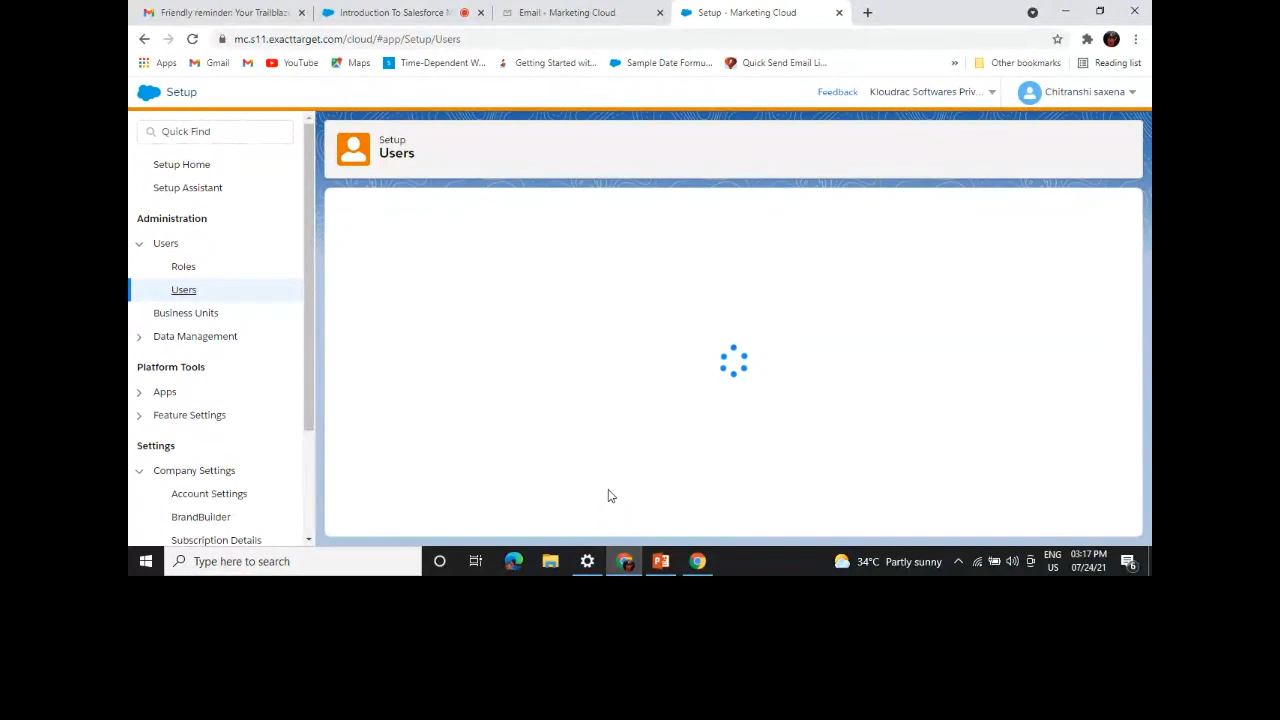 Friendly reminder: Your Trailblaz
Introduction To Salesforce M
Email - Marketing Cloud
Setup - Marketing Cloud
mc.s11.exacttarget.com/cloud/#app/Setup/Users
Apps
Gmail
YouTube
Maps
Time-Dependent W...
Getting Started wit...
Sample Date Formu...
Quick Send Email Li...
»
Other bookmarks
Reading list
Setup
Feedback
Kloudrac Softwares Priv...
Chitranshi saxena
Quick Find
Setup Home
Setup Assistant
Administration
Users
Roles
Users
Business Units
Data Management
Platform Tools
Apps
Feature Settings
Settings
Company Settings
Account Settings
BrandBuilder
Subscription Details
Setup
Users
Type here to search
34°C Partly sunny
ENG
US
03:17 PM
07/24/21
6